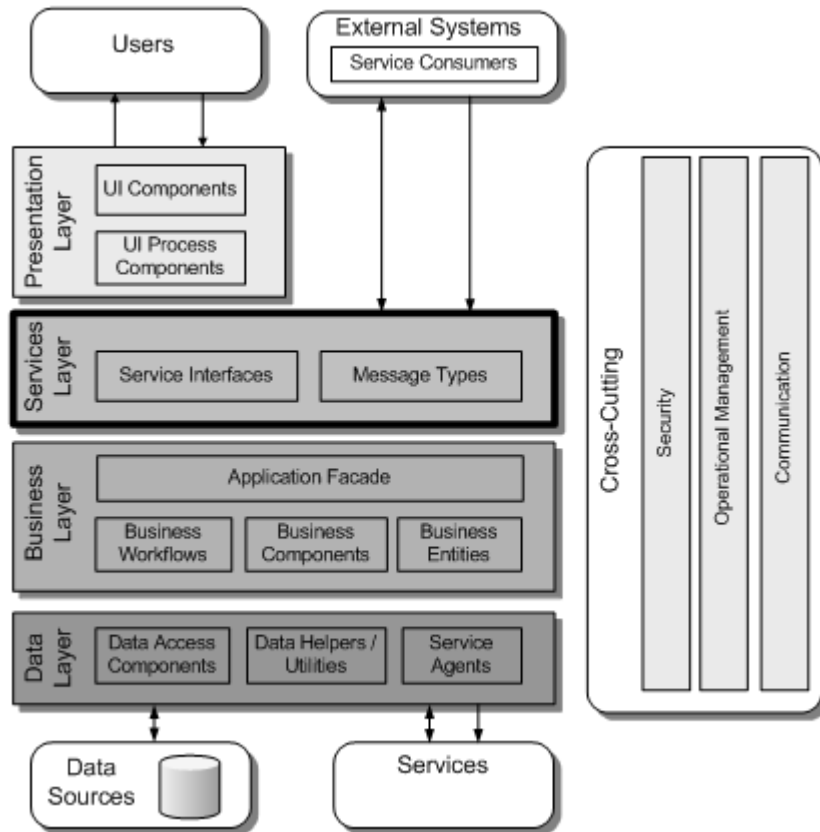 Users
External Systems
Service Consumers
Presentation
Layer
UI Components
UI Process
Components
Services
Layer
Service Interfaces
Message Types
Business
Layer
Application Facade
Business
Workflows
Business
Components
Business
Entities
Data
Layer
Data Access
Components
Data Helpers /
Utilities
Service
Agents
Data
Sources
Services
Cross-Cutting
Security
Operational Management
Communication